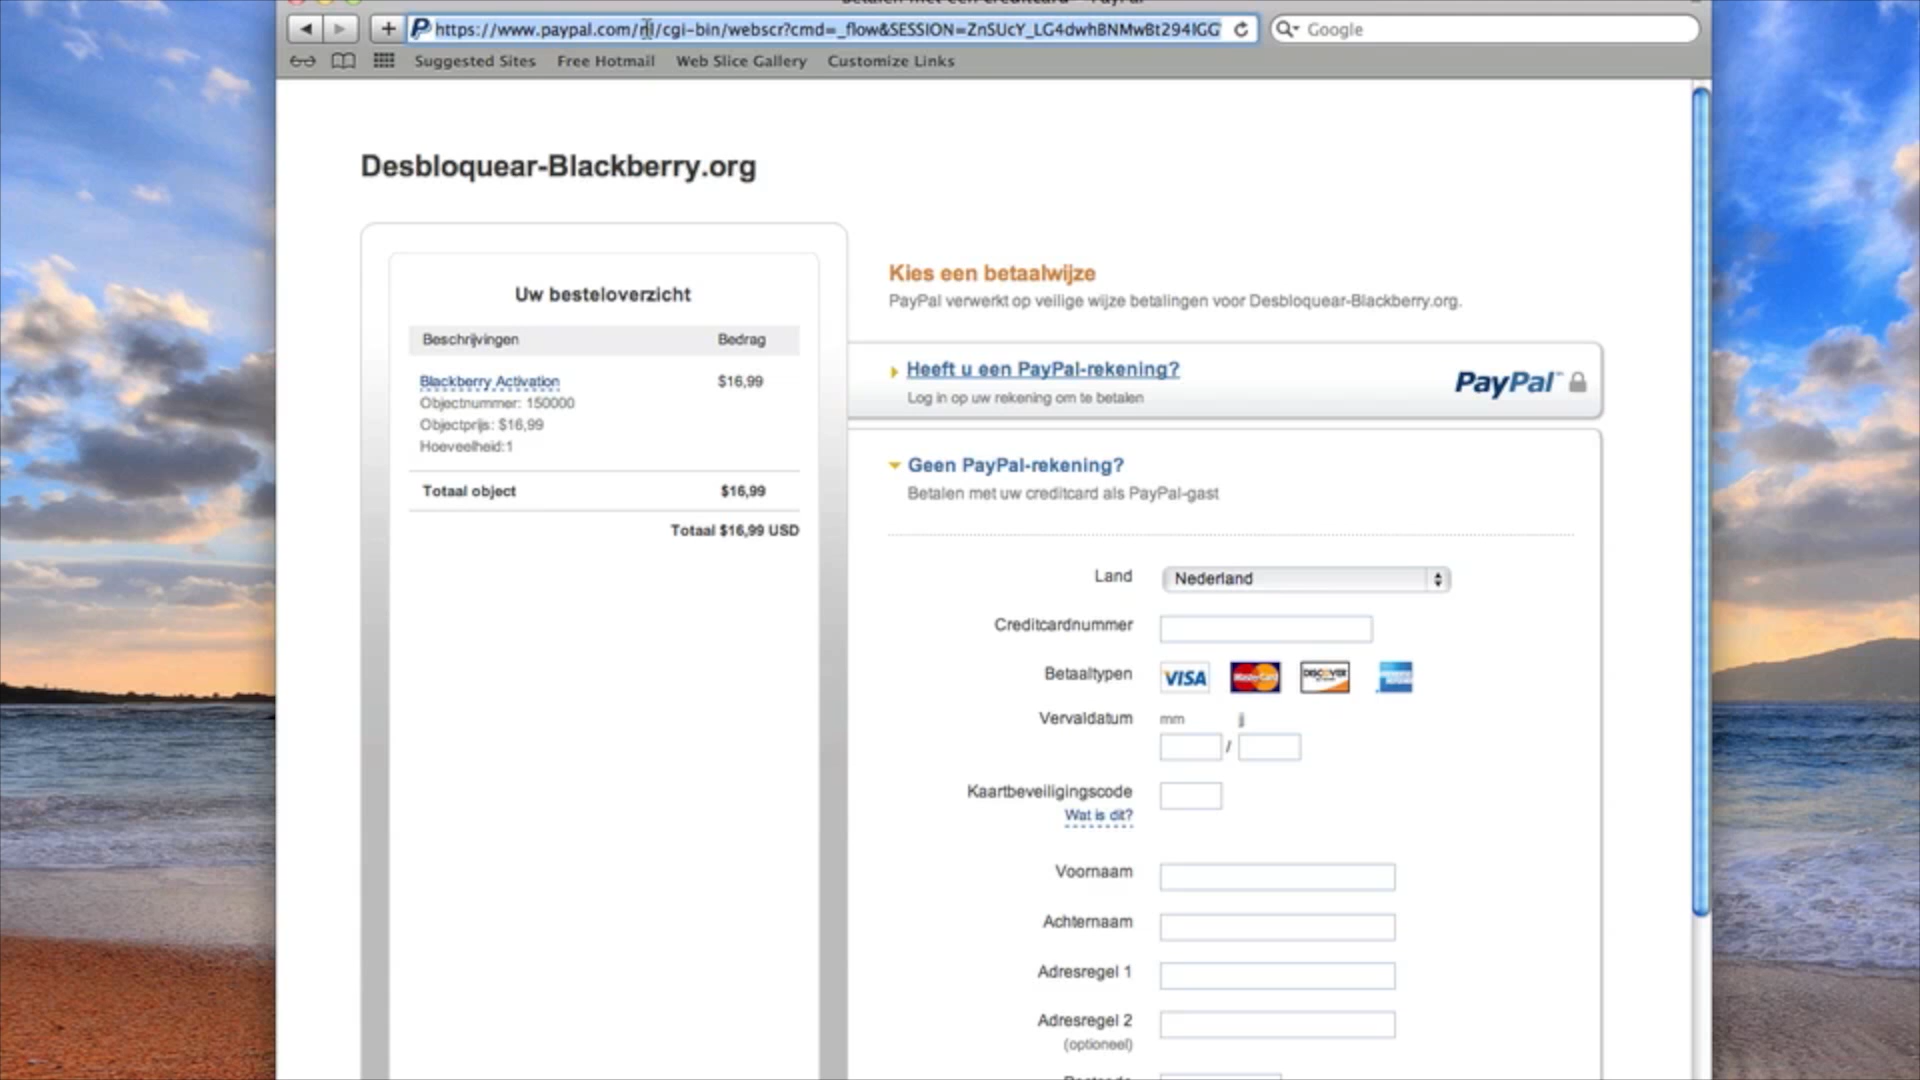 https://www.paypal.com/nl/cgi-bin/webscr?cmd=_flow&SESSION=ZnSUcY_LG4dwhBNMwBt294IGG
Google
Suggested Sites Free Hotmail Web Slice Gallery Customize Links
Desbloquear-Blackberry.org
Uw besteloverzicht
Beschrijvingen Bedrag
Blackberry Activation $16,99
Objectnummer: 150000
Objectprijs: $16,99
Hoeveelheid:1
Totaal object $16,99
Totaal $16,99 USD
Kies een betaalwijze
PayPal verwerkt op veilige wijze betalingen voor Desbloquear-Blackberry.org.
Heeft u een PayPal-rekening?
Log in op uw rekening om te betalen
PayPal
Geen PayPal-rekening?
Betalen met uw creditcard als PayPal-gast
Land Nederland
Creditcardnummer
Betaaltypen VISA MasterCard DISCOVER
Vervaldatum mm jj
/
Kaartbeveiligingscode
Wat is dit?
Voornaam
Achternaam
Adresregel 1
Adresregel 2
(optioneel)